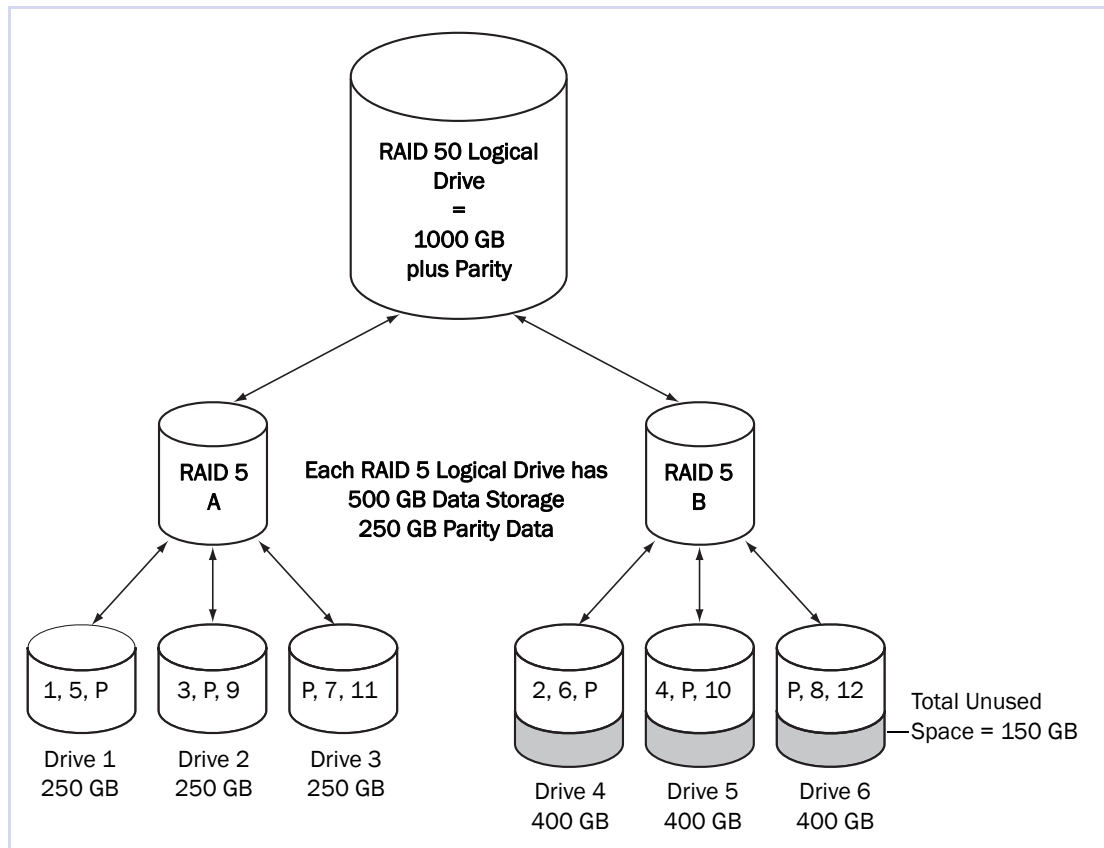 RAID 50 Logical
Drive
=
1000 GB
plus Parity
RAID 5
A
Each RAID 5 Logical Drive has
500 GB Data Storage
250 GB Parity Data
RAID 5
B
1, 5, P
3, P, 9
P, 7, 11
2, 6, P
4, P, 10
P, 8, 12
Total Unused
Space = 150 GB
Drive 1
250 GB
Drive 2
250 GB
Drive 3
250 GB
Drive 4
400 GB
Drive 5
400 GB
Drive 6
400 GB